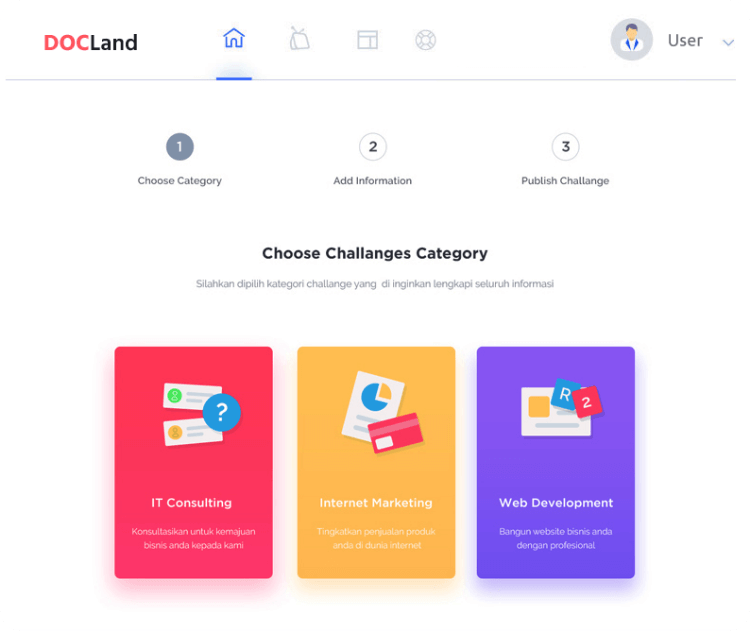 DOCLand
User
1
2
3
Choose Category
Add Information
Publish Challange
Choose Challanges Category
Silahkan dipilih kategori challange yang di inginkan lengkapi seluruh informasi
?
R
2
IT Consulting
Internet Marketing
Web Development
Konsultasikan untuk kemajuan
bisnis anda kepada kami
Tingkatkan penjualan produk
anda di dunia internet
Bangun website bisnis anda
dengan profesional